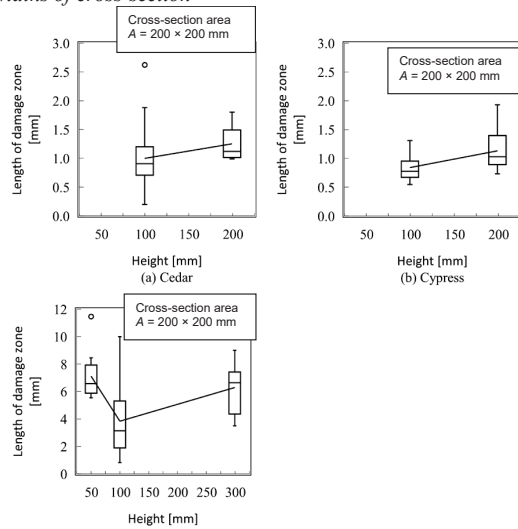 Cross-section area
A = 200 × 200 mm
3.0
2.5
2.0
1.5
1.0
0.5
0.0
Length of damage zone
[mm]
50 100 150 200
Height [mm]
(a) Cedar
Cross-section area
A = 200 × 200 mm
3.0
2.5
2.0
1.5
1.0
0.5
0.0
Length of damage zone
[mm]
50 100 150 200
Height [mm]
(b) Cypress
Cross-section area
A = 200 × 200 mm
12
10
8
6
4
2
0
Length of damage zone
[mm]
50 100 150 200 250 300
Height [mm]